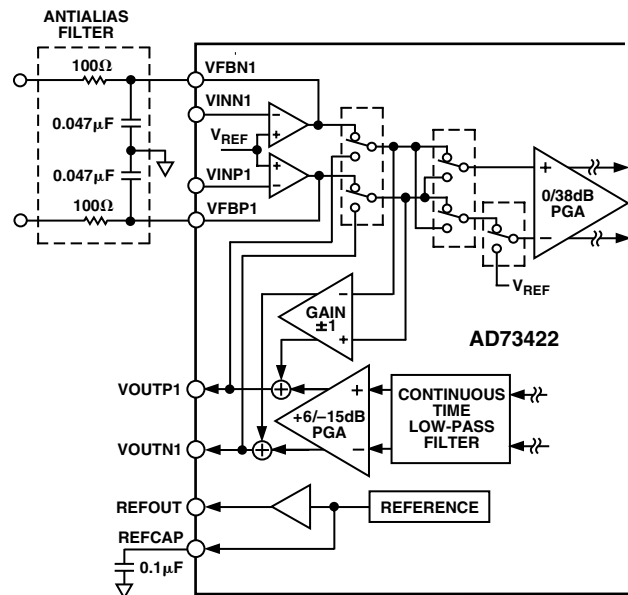 ANTIALIAS
FILTER
100Ω
VFBN1
VINN1
0.047μF
VREF
0.047μF
VINP1
100Ω
VFBP1
0/38dB
PGA
VREF
GAIN
±1
AD73422
VOUTP1
+6/–15dB
PGA
CONTINUOUS
TIME
LOW-PASS
FILTER
VOUTN1
REFOUT
REFERENCE
REFCAP
0.1μF